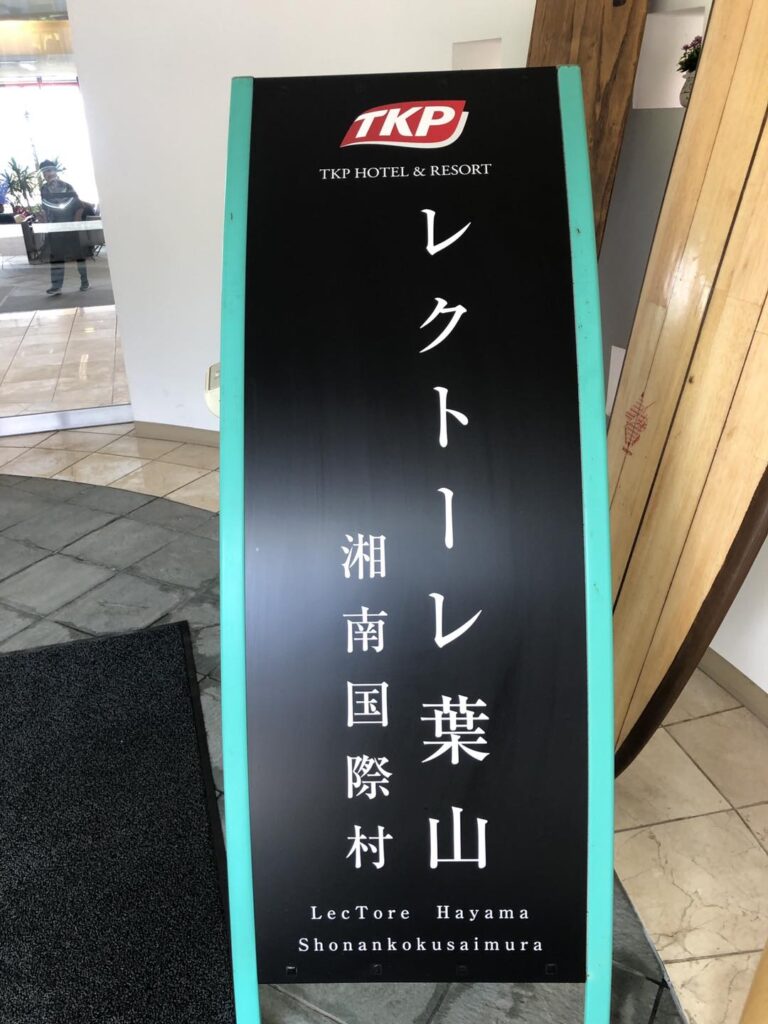 TKP
TKP HOTEL & RESORT
レクトーレ葉山
湘南国際村
LecTore Hayama
Shonankokusaimura